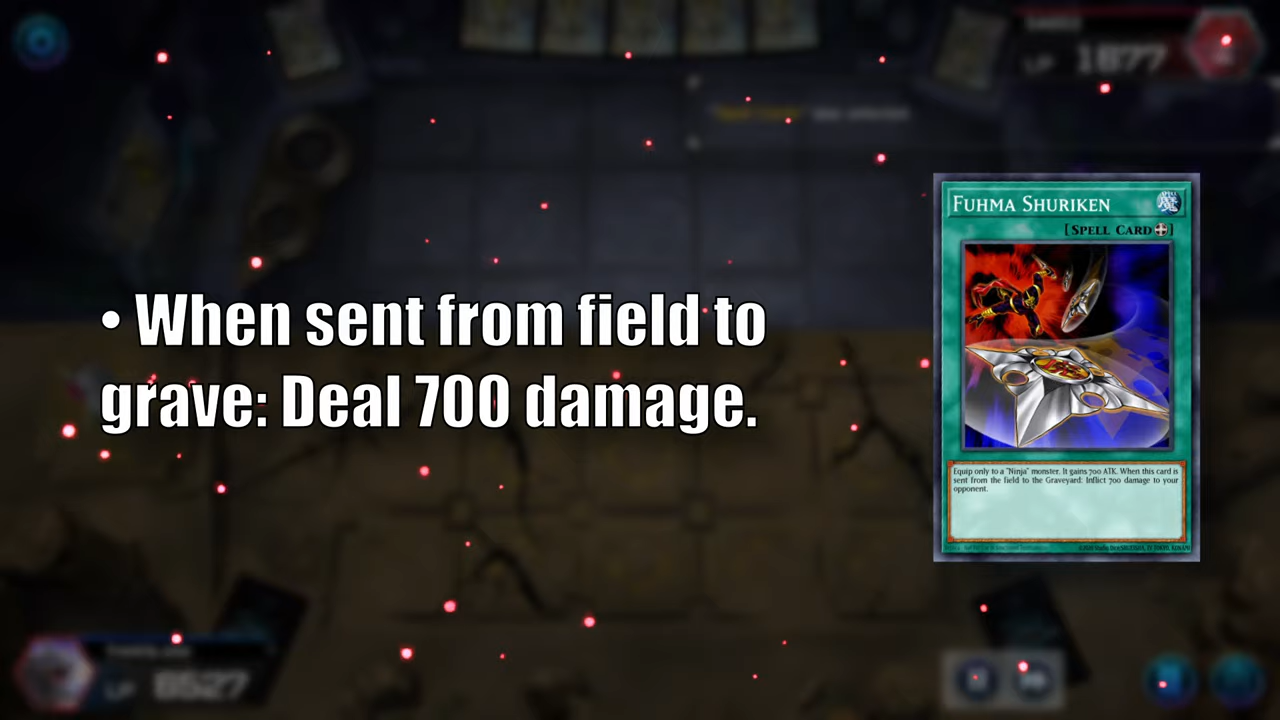 LP 1877
• When sent from field to
grave: Deal 700 damage.
FUHMA SHURIKEN
[SPELL CARD]
Equip only to a "Ninja" monster. It gains 700 ATK. When this card is
sent from the field to the Graveyard: Inflict 700 damage to your
opponent.
LP 8527